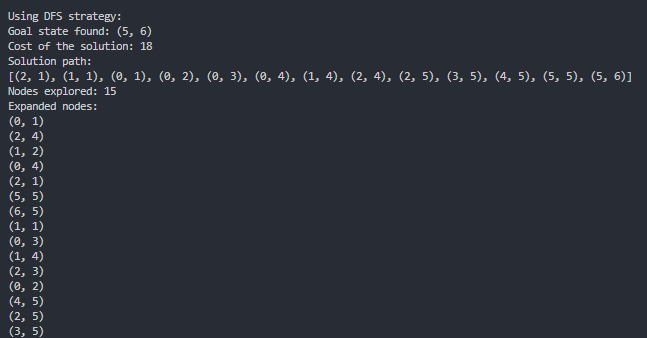 Using DFS strategy:
Goal state found: (5, 6)
Cost of the solution: 18
Solution path:
[(2, 1), (1, 1), (0, 1), (0, 2), (0, 3), (0, 4), (1, 4), (2, 4), (2, 5), (3, 5), (4, 5), (5, 5), (5, 6)]
Nodes explored: 15
Expanded nodes:
(0, 1)
(2, 4)
(1, 2)
(0, 4)
(2, 1)
(5, 5)
(6, 5)
(1, 1)
(0, 3)
(1, 4)
(2, 3)
(0, 2)
(4, 5)
(2, 5)
(3, 5)